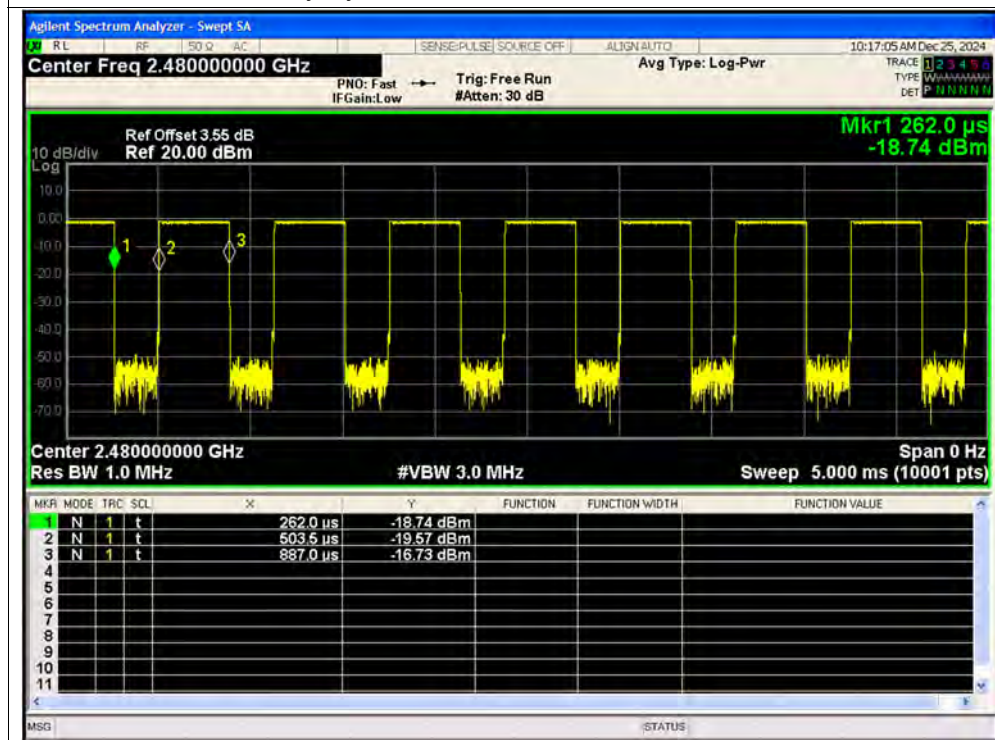 Agilent Spectrum Analyzer - Swept SA
RL RF 50 Ω AC SENSE:PULSE SOURCE OFF ALIGN AUTO 10:17:05 AM Dec 25, 2024
Center Freq 2.480000000 GHz
PNO: Fast
IFGain:Low
Trig: Free Run
#Atten: 30 dB
Avg Type: Log-Pwr
TRACE 1 2 3 4 5 6
TYPE
DET P N N N N N
Ref Offset 3.55 dB
10 dB/div Ref 20.00 dBm
Log
Mkr1 262.0 µs
-18.74 dBm
10.0
0.00
-10.0
-20.0
-30.0
-40.0
-50.0
-60.0
-70.0
1
2
3
Center 2.480000000 GHz Span 0 Hz
Res BW 1.0 MHz #VBW 3.0 MHz Sweep 5.000 ms (10001 pts)
MKR MODE TRC SCL X Y FUNCTION FUNCTION WIDTH FUNCTION VALUE
1 N 1 t 262.0 µs -18.74 dBm
2 N 1 t 503.5 µs -19.57 dBm
3 N 1 t 887.0 µs -16.73 dBm
4
5
6
7
8
9
10
11
MSG STATUS